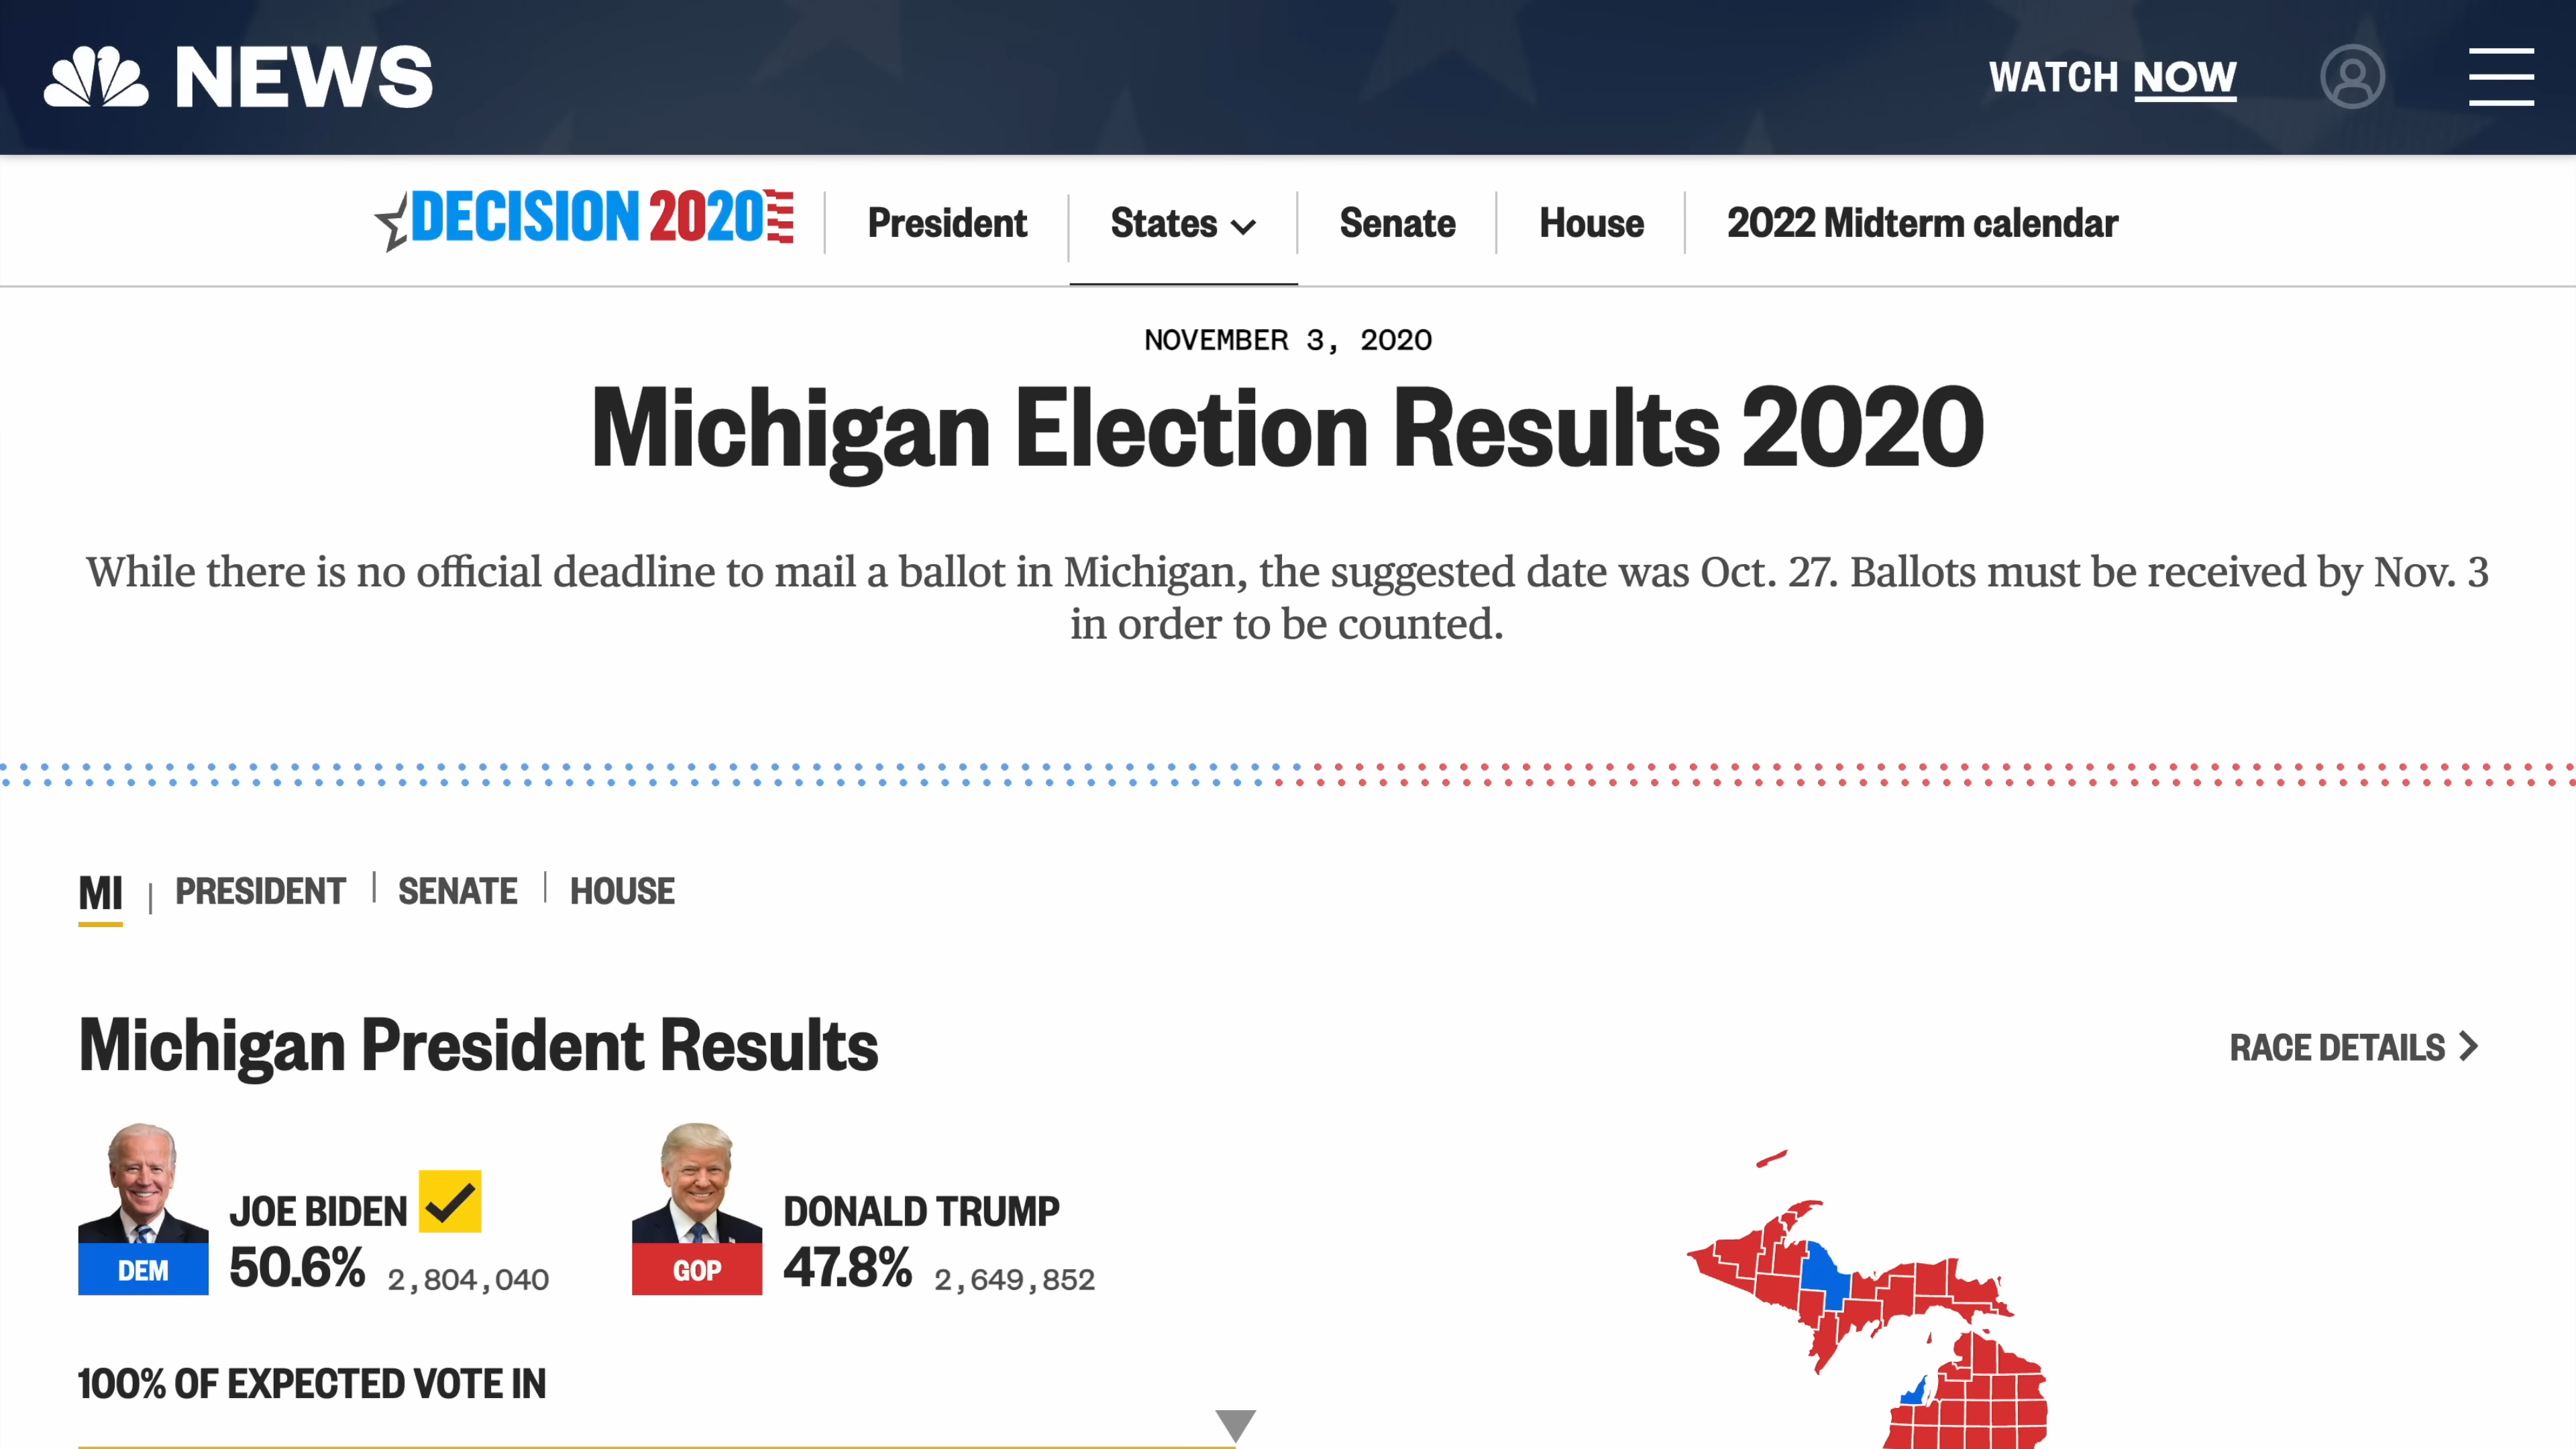 NEWS
WATCH NOW
DECISION 2020
President
States
Senate
House
2022 Midterm calendar
NOVEMBER 3, 2020
Michigan Election Results 2020
While there is no official deadline to mail a ballot in Michigan, the suggested date was Oct. 27. Ballots must be received by Nov. 3
in order to be counted.
MI | PRESIDENT | SENATE | HOUSE
Michigan President Results
RACE DETAILS
JOE BIDEN
DEM
50.6% 2,804,040
DONALD TRUMP
GOP
47.8% 2,649,852
100% OF EXPECTED VOTE IN